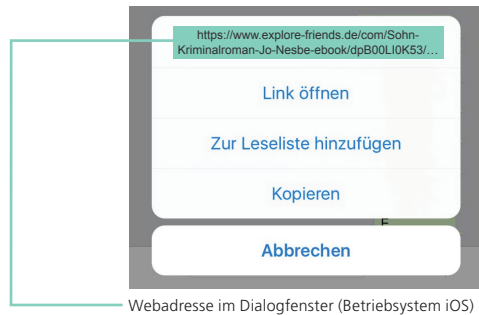 https://www.explore-friends.de/com/Sohn-
Kriminalroman-Jo-Nesbe-ebook/dpB00LI0K53/…
Link öffnen
Zur Leseliste hinzufügen
Kopieren
Abbrechen
Webadresse im Dialogfenster (Betriebsystem iOS)